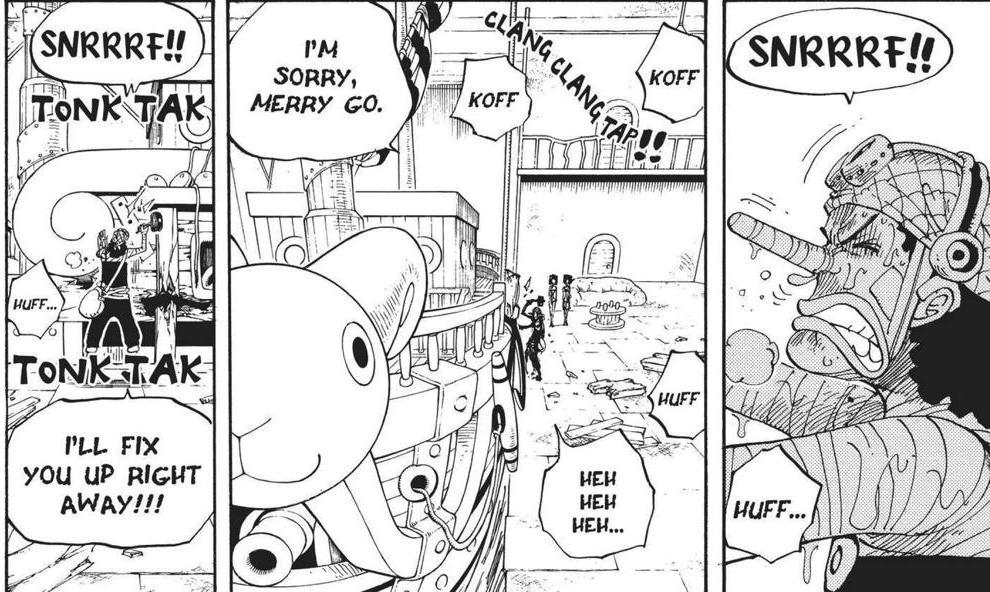 SNRRRF!!
HUFF...
KOFF
CLANG CLANG TAP!!
KOFF
I'M
SORRY,
MERRY GO.
HUFF
HEH
HEH
HEH...
SNRRRF!!
TONK TAK
HUFF...
TONK TAK
I'LL FIX
YOU UP RIGHT
AWAY!!!